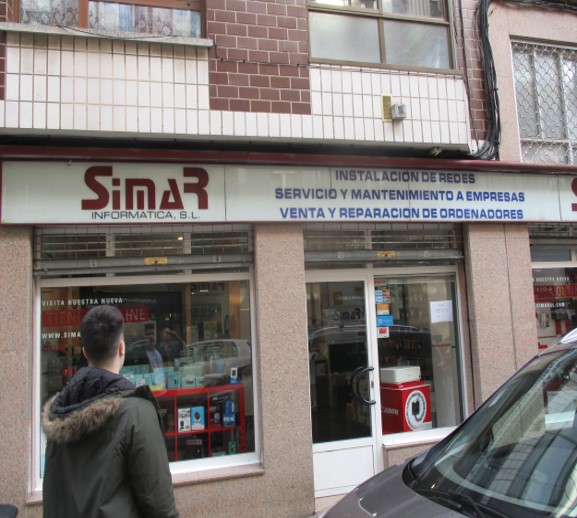 SimaR
INFORMATICA, S.L.
INSTALACION DE REDES
SERVICIO Y MANTENIMIENTO A EMPRESAS
VENTA Y REPARACION DE ORDENADORES
VISITA NUESTRA NUEVA